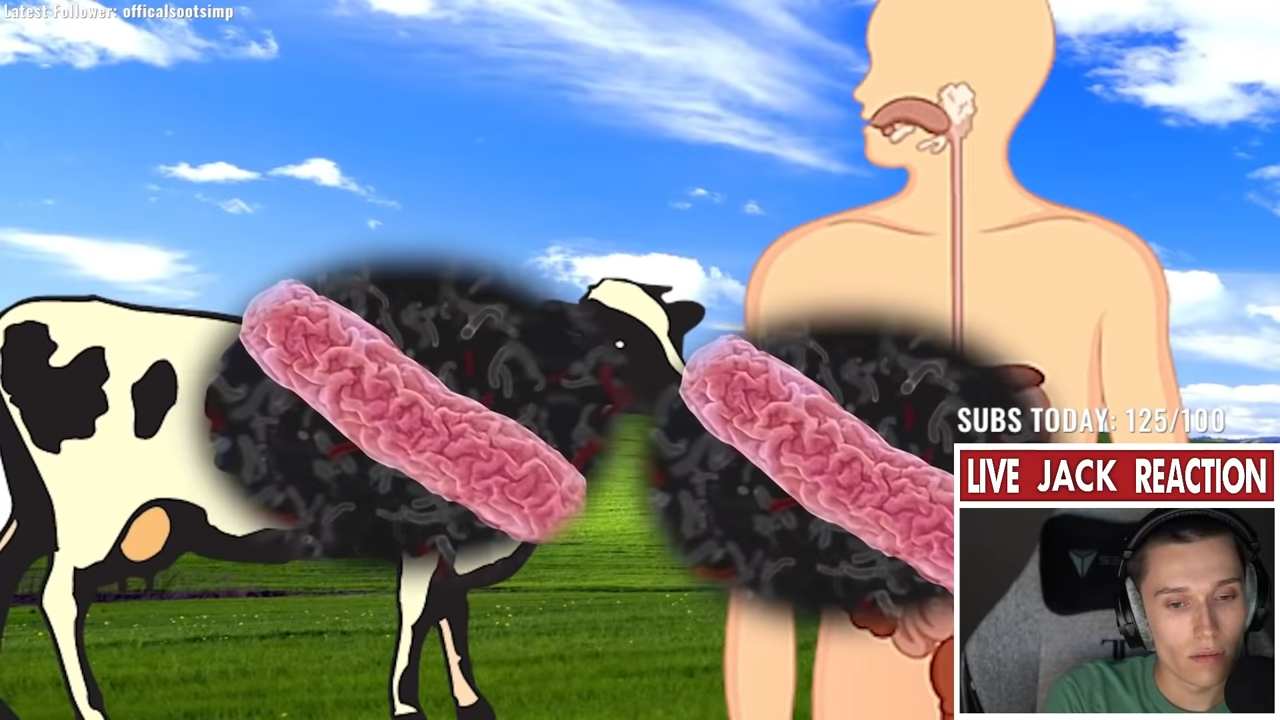 Latest Follower: officalsootsimp
SUBS TODAY: 125/100
LIVE JACK REACTION